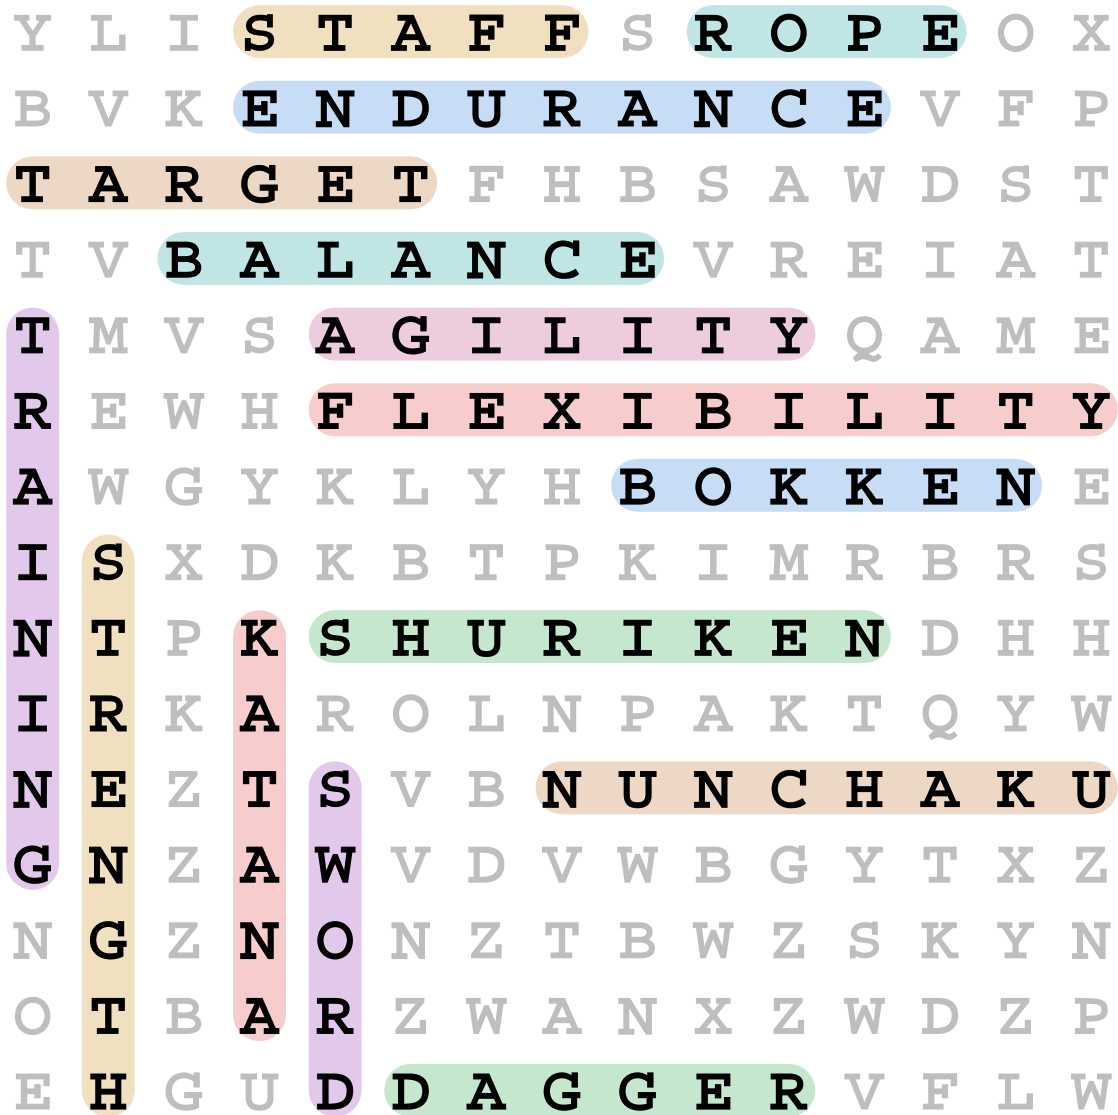 Y L I S T A F F S R O P E O X
B V K E N D U R A N C E V F P
T A R G E T F H B S A W D S T
T V B A L A N C E V R E I A T
T M V S A G I L I T Y Q A M E
R E W H F L E X I B I L I T Y
A W G Y K L Y H B O K K E N E
I S X D K B T P K I M R B R S
N T P K S H U R I K E N D H H
I R K A R O L N P A K T Q Y W
N E Z T S V B N U N C H A K U
G N Z A W V D V W B G Y T X Z
N G Z N O N Z T B W Z S K Y N
O T B A R Z W A N X Z W D Z P
E H G U D D A G G E R V F L W